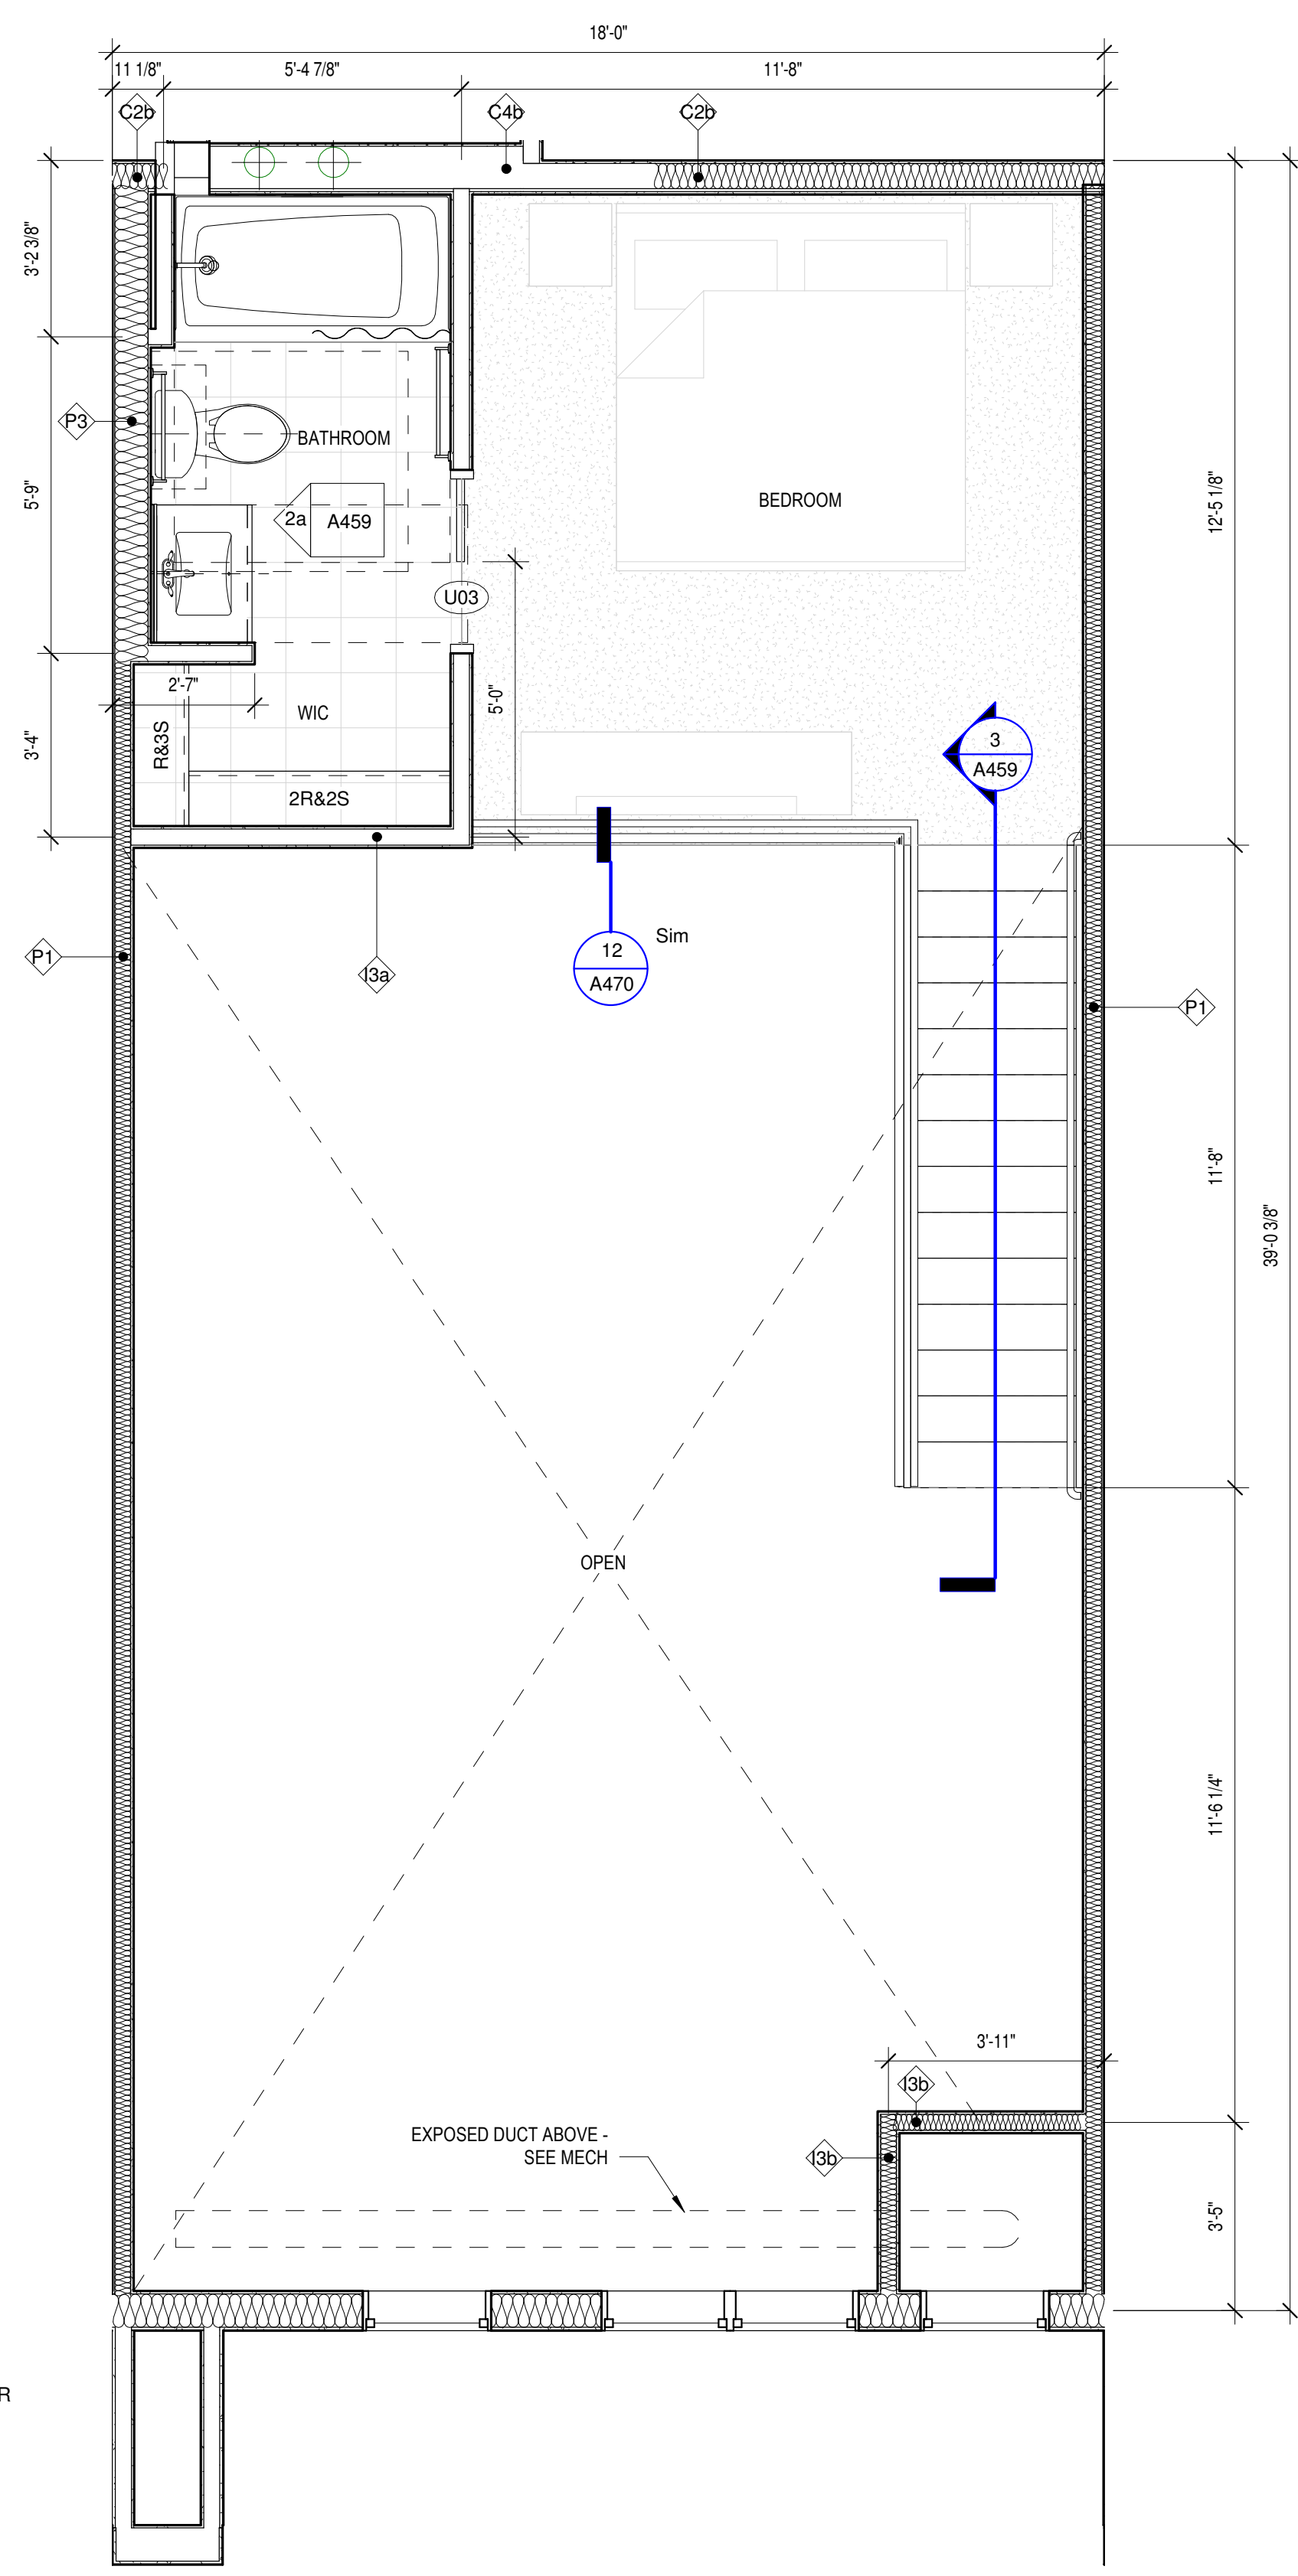 18'-0"
11 1/8"
5'-4 7/8"
11'-8"
C2b
C4b
C2b
3'-2 3/8"
P3
BATHROOM
5'-9"
BEDROOM
12'-5 1/8"
2a
A459
U03
2'-7"
5'-0"
WIC
R&3S
3'-4"
3
A459
2R&2S
P1
I3a
12
A470
Sim
P1
11'-8"
39'-0 3/8"
OPEN
11'-6 1/4"
3'-11"
I3b
EXPOSED DUCT ABOVE -
SEE MECH
I3b
3'-5"
R